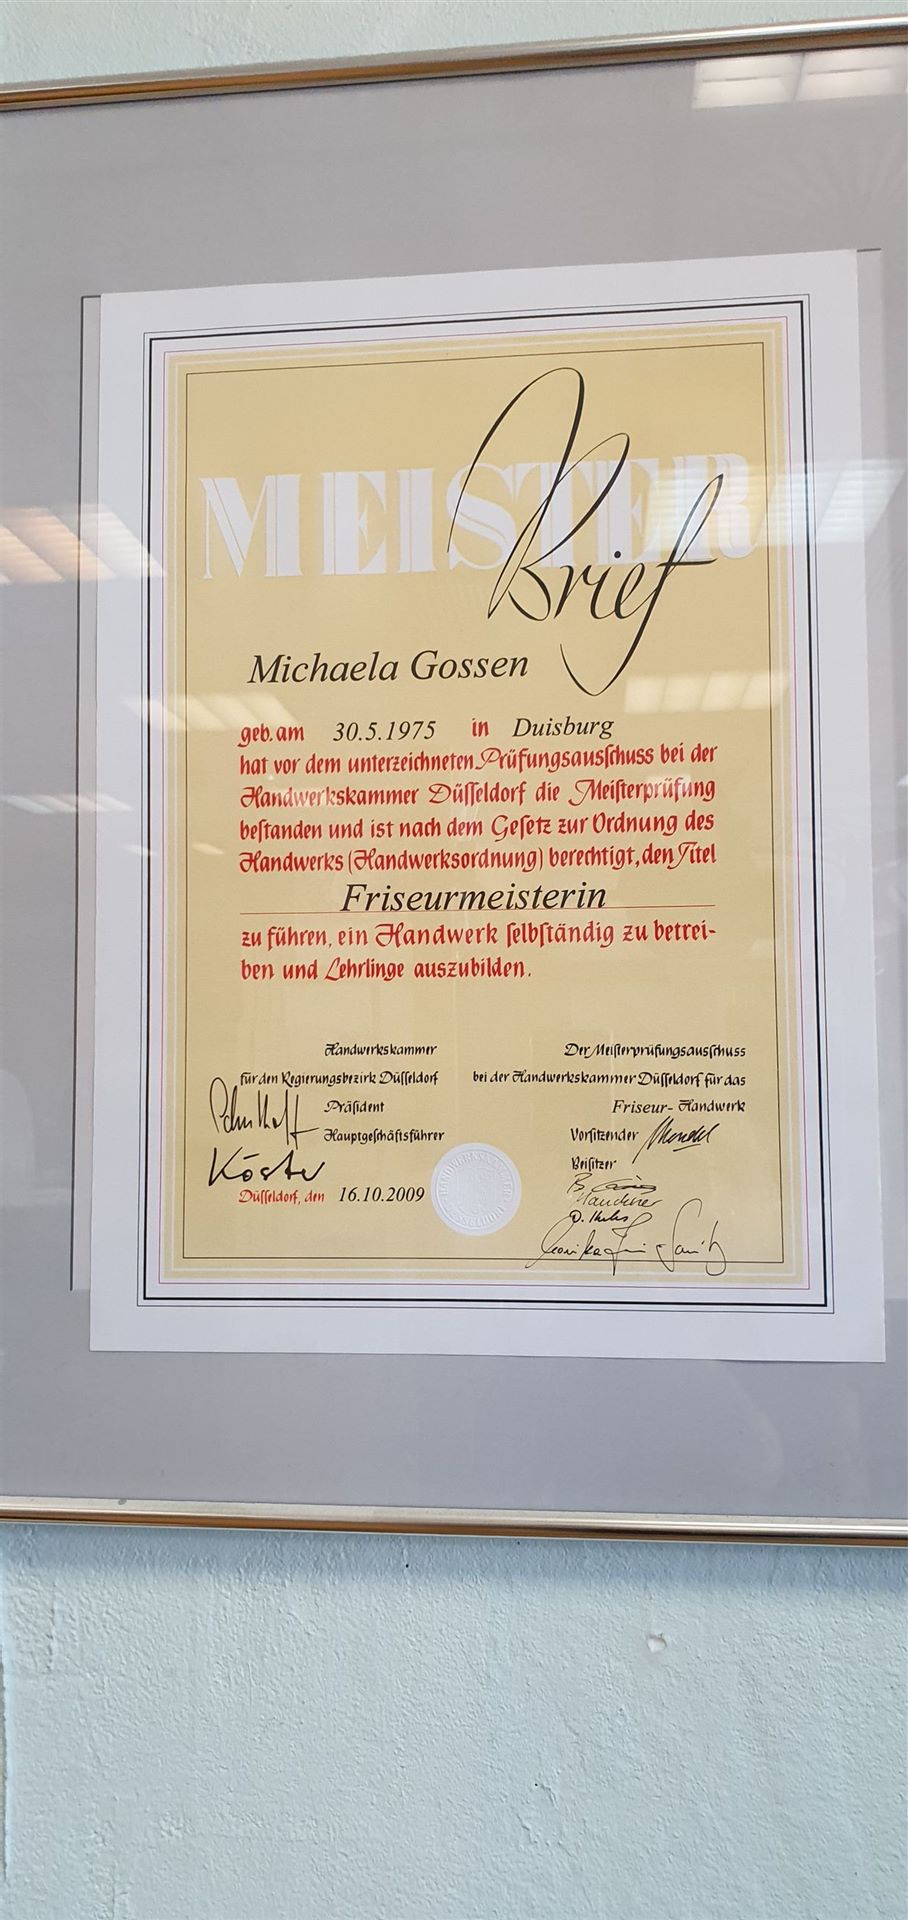 MEISTER
Brief
Michaela Gossen
geb. am 30.5.1975 in Duisburg
hat vor dem unterzeichneten Prüfungsausſchuss bei der
Handwerkskammer Düſſeldorf die Meiſterprüfung
beſtanden und ist nach dem Geſetz zur Ordnung des
Handwerks (Handwerksordnung) berechtigt, den Titel
Friseurmeisterin
zu führen, ein Handwerk ſelbſtändig zu betrei-
ben und Lehrlinge auszubilden.
Handwerkskammer
für den Regierungsbezirk Düſſeldorf
Präſident
Hauptgeſchäftsführer
Köster
Düſſeldorf, den 16.10.2009
Der Meiſterprüfungsausſchuss
bei der Handwerkskammer Düſſeldorf für das
Friseur- Handwerk
Vorſitzender
Beiſitzer